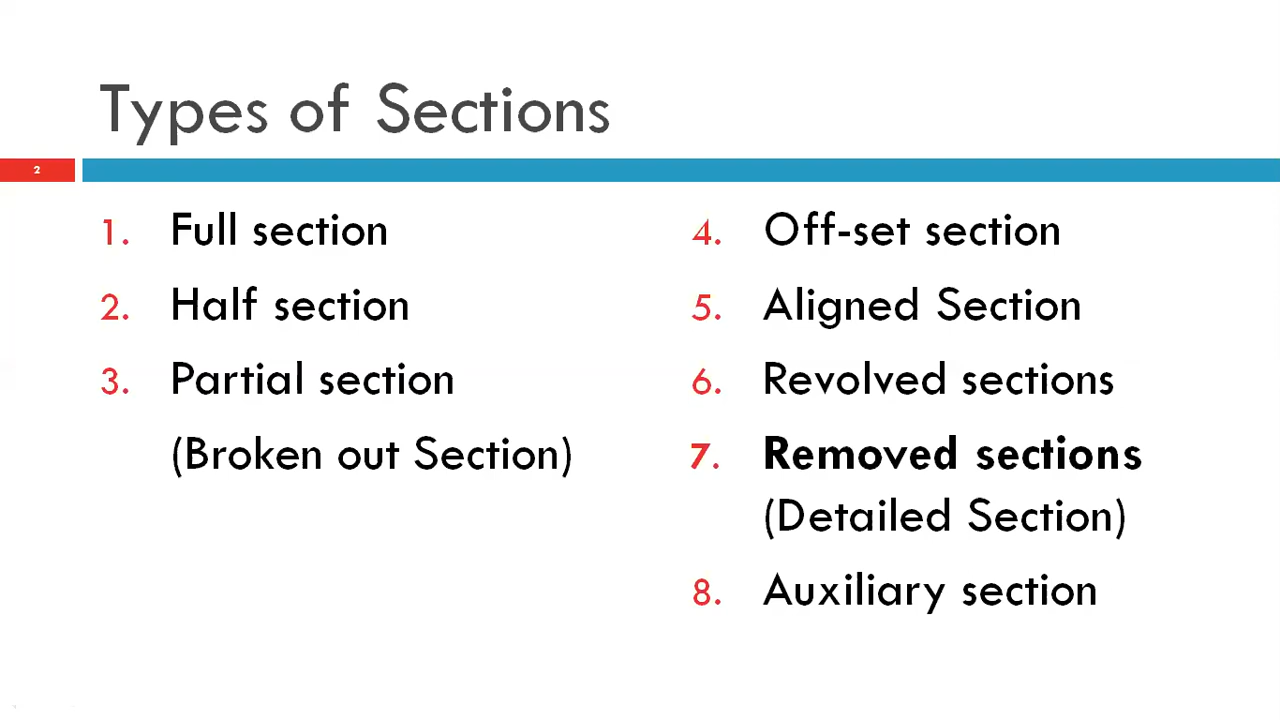 Types of Sections
2
1. Full section
2. Half section
3. Partial section
(Broken out Section)
4. Off-set section
5. Aligned Section
6. Revolved sections
7. Removed sections
(Detailed Section)
8. Auxiliary section